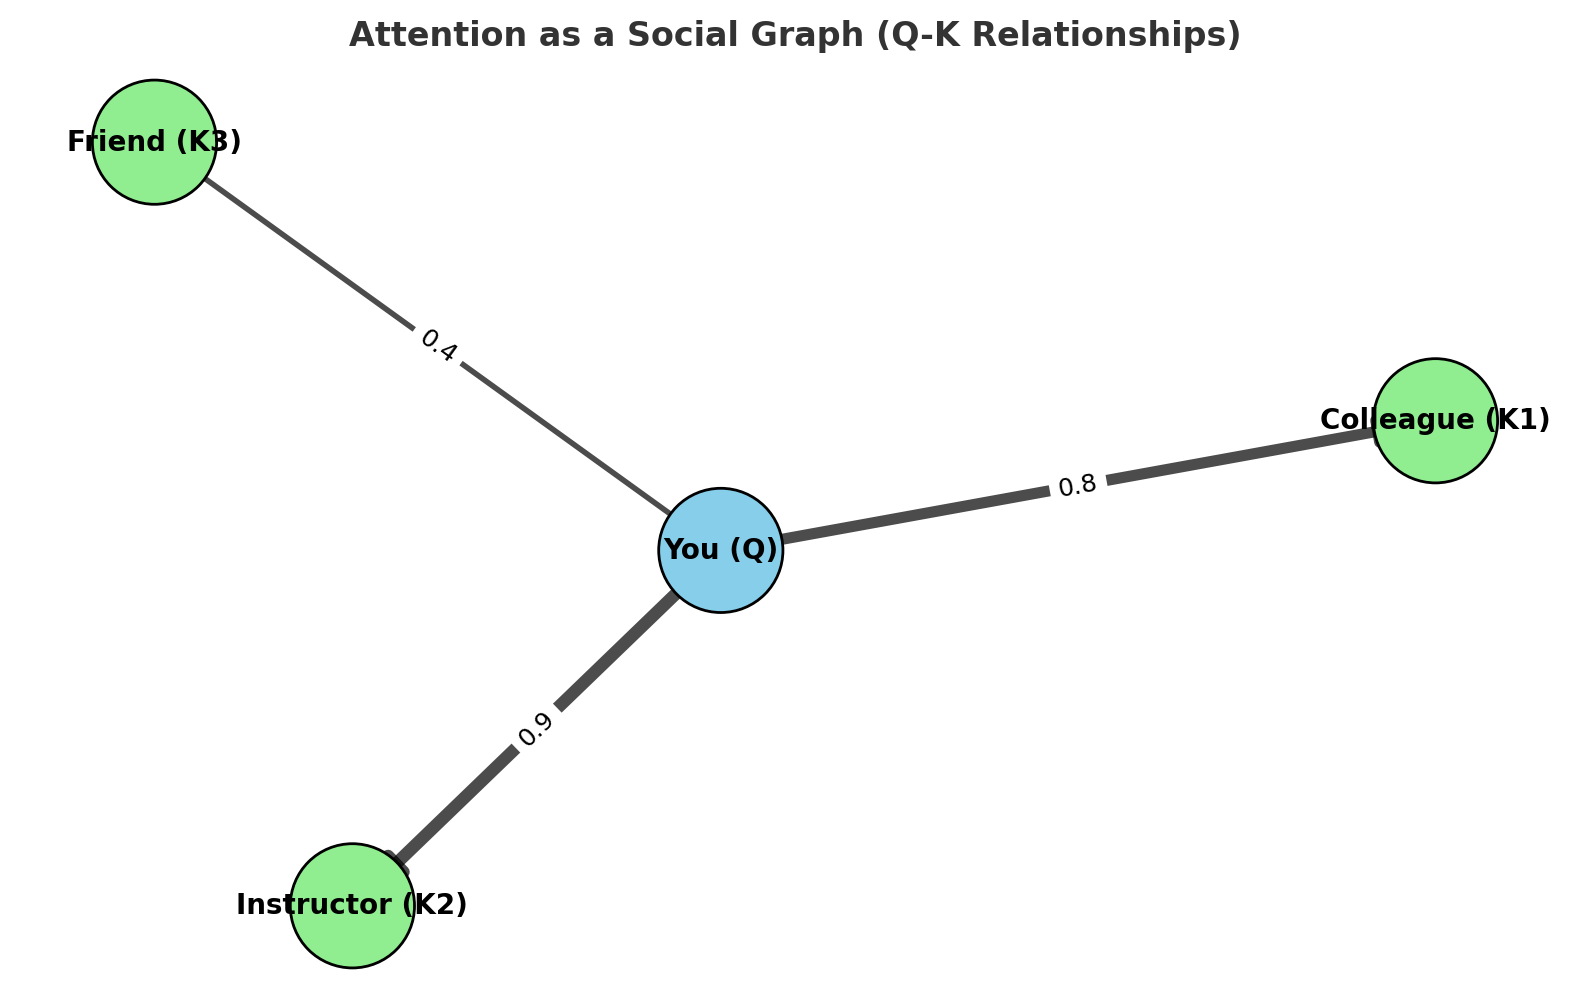 Attention as a Social Graph (Q-K Relationships)
Friend (K3)
0.4
Colleague (K1)
0.8
You (Q)
0.9
Instructor (K2)